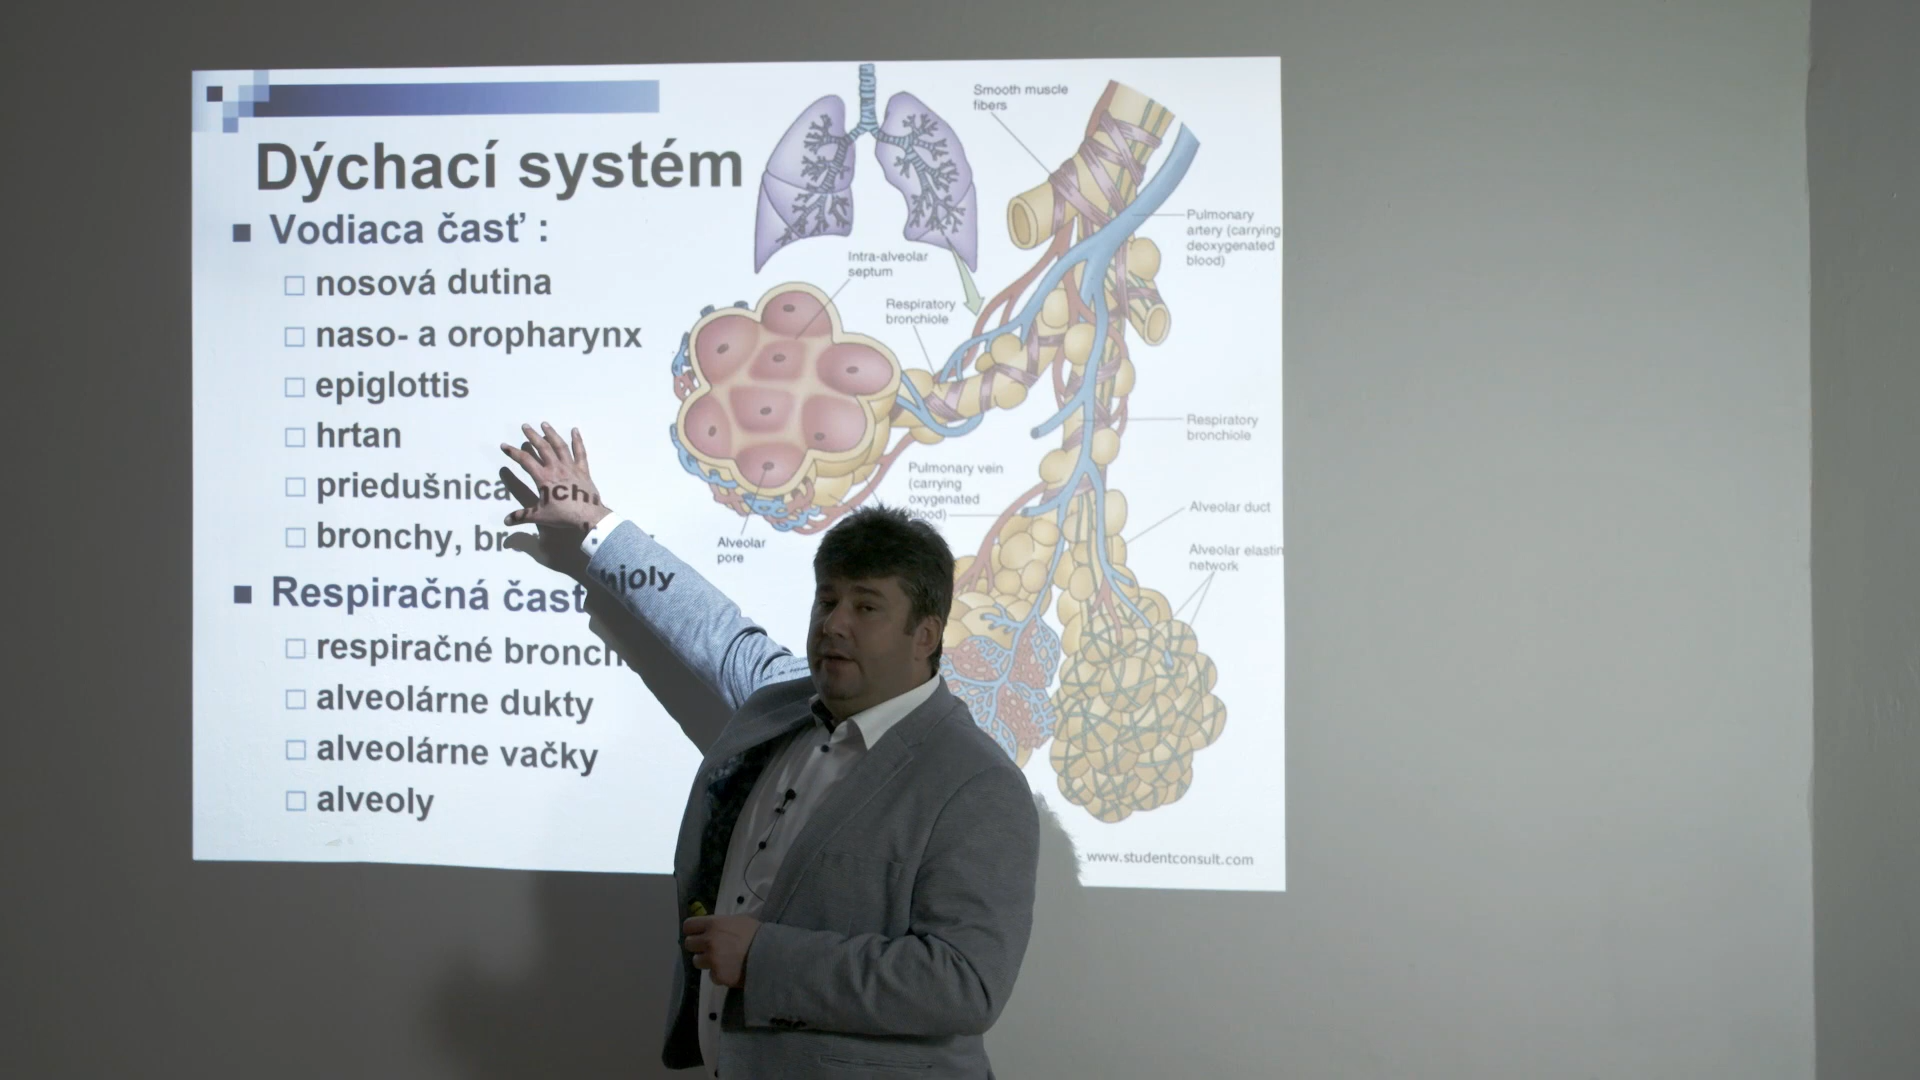 Dýchací systém
Vodiaca časť :
nosová dutina
naso- a oropharynx
epiglottis
hrtan
priedušnica
bronchy,
Respiračná časť
respiračné
alveolárne dukty
alveolárne vačky
alveoly
Smooth muscle
fibers
Pulmonary
artery (carrying
deoxygenated
blood)
Intra-alveolar
septum
Respiratory
bronchiole
Respiratory
bronchiole
Pulmonary vein
(carrying
oxygenated
blood)
Alveolar duct
Alveolar
pore
Alveolar elastin
network
www.studentconsult.com